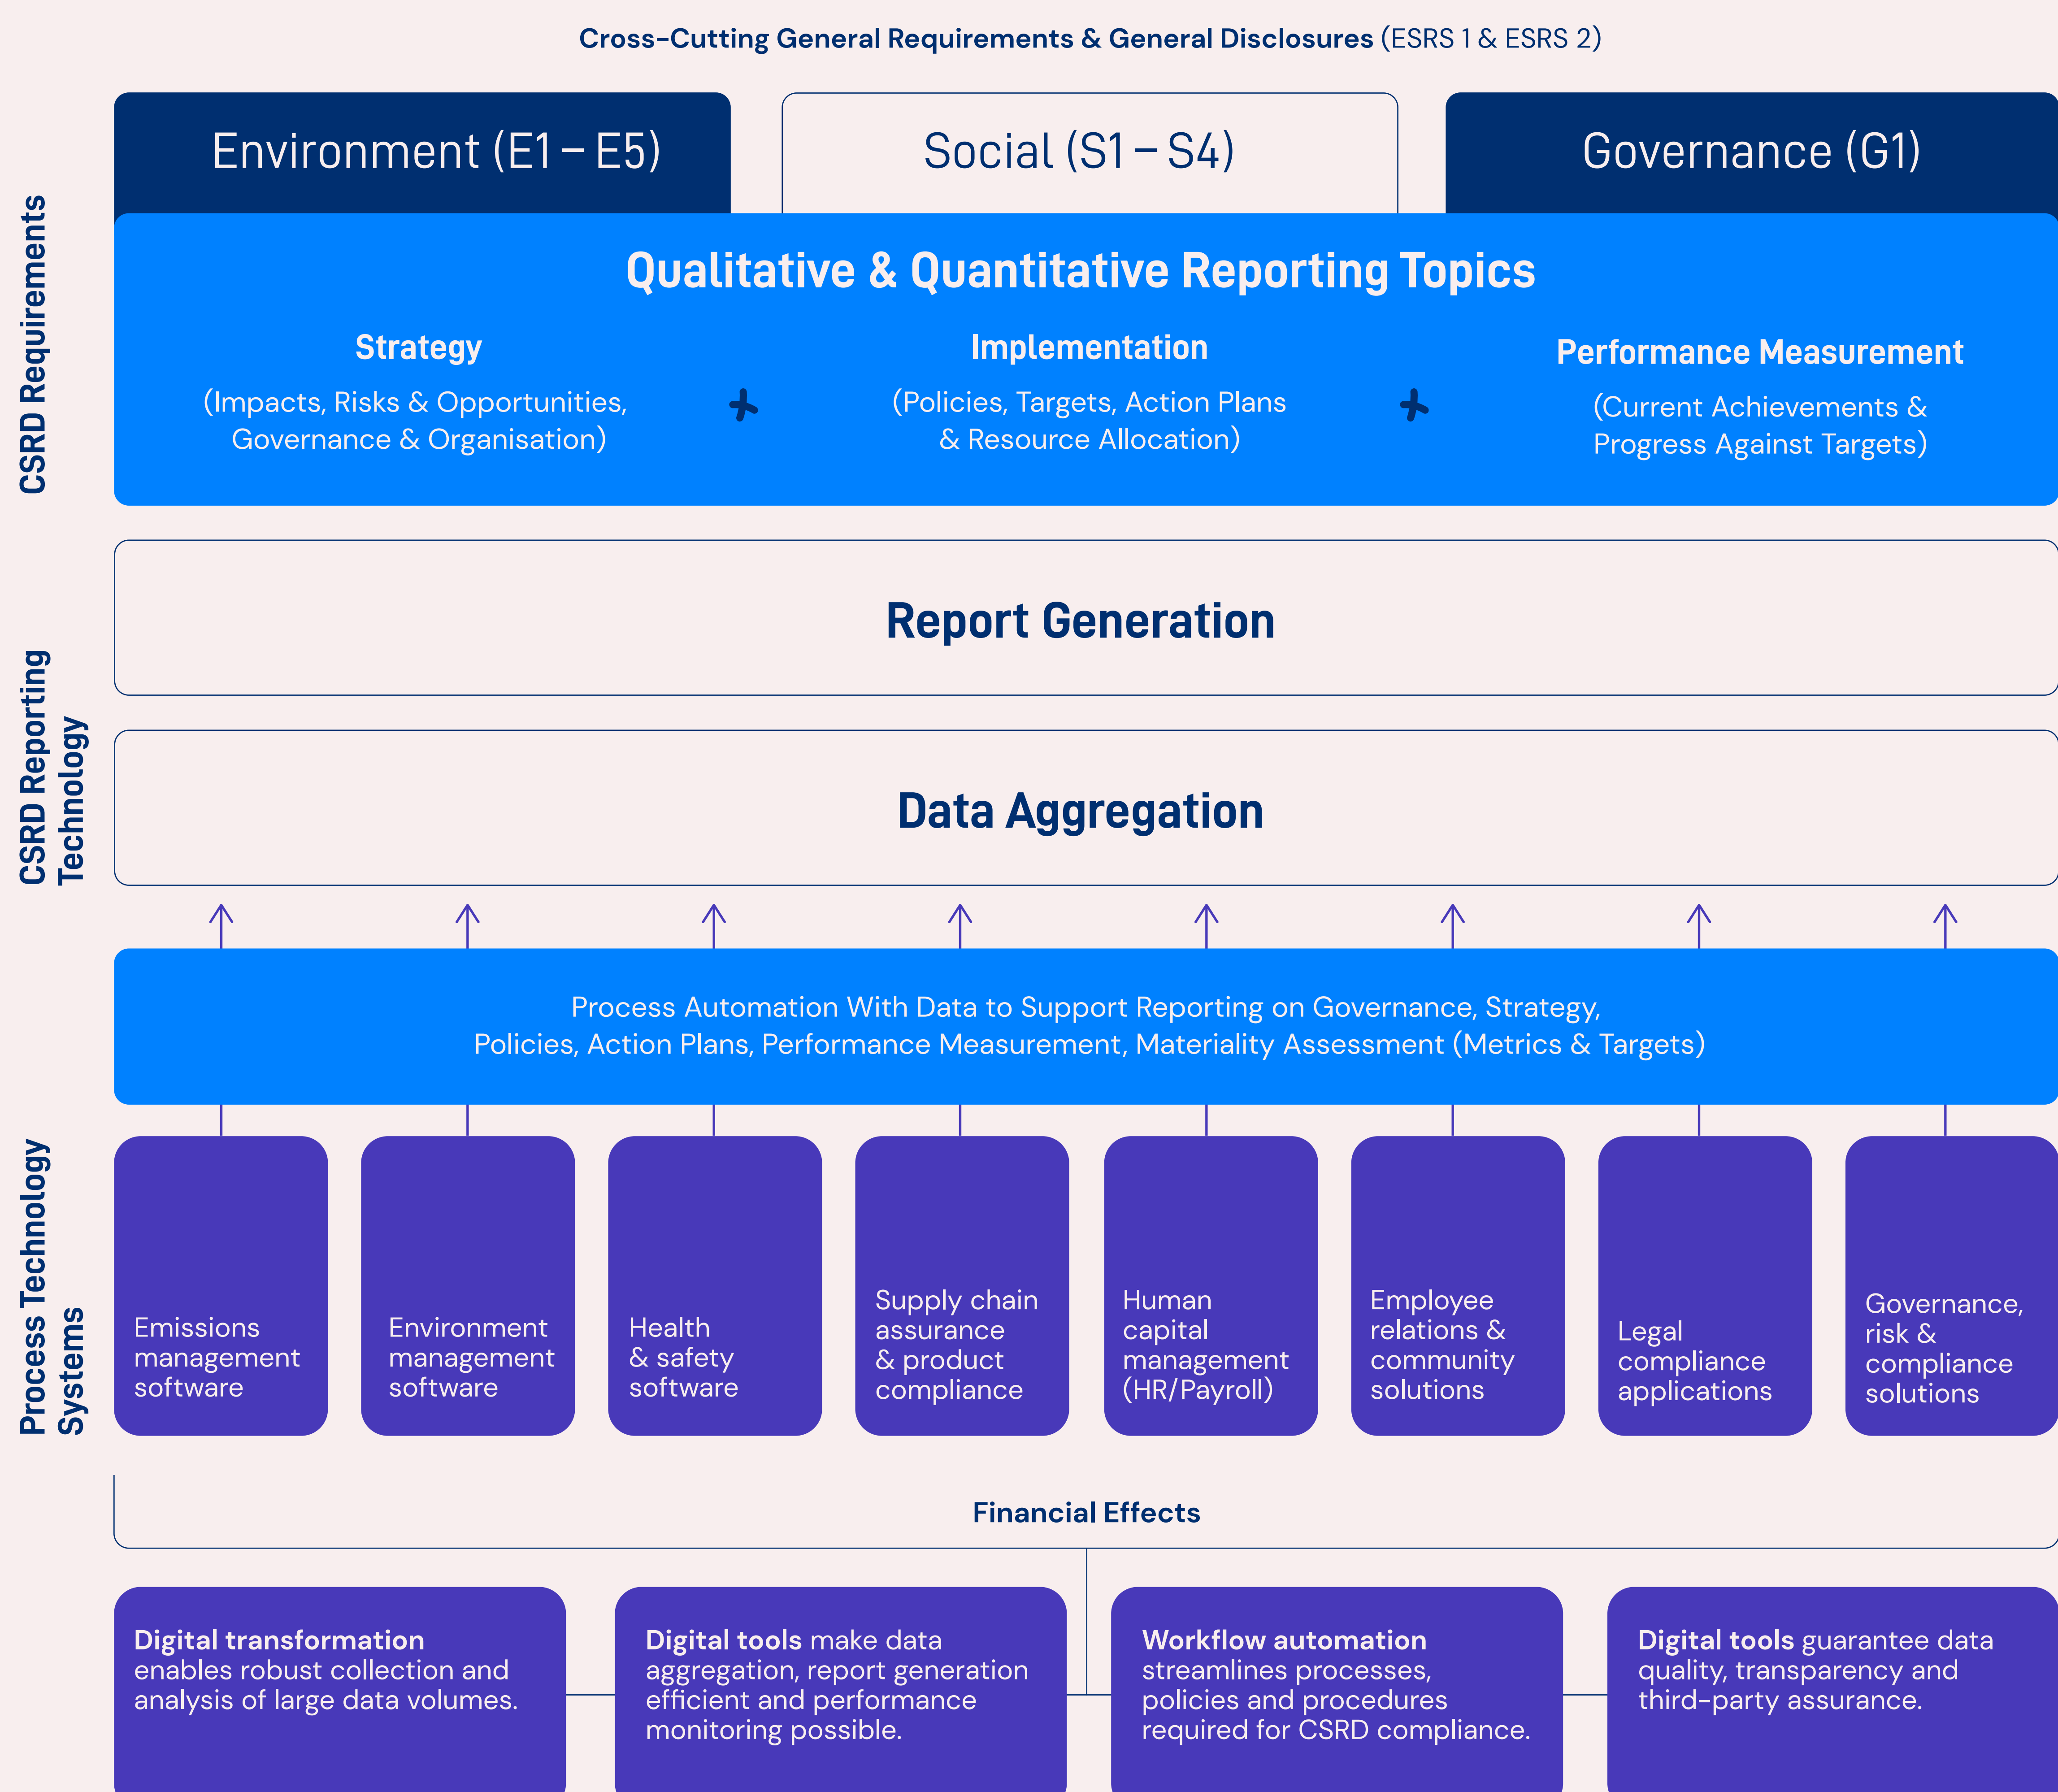 Cross-Cutting General Requirements & General Disclosures (ESRS 1 & ESRS 2)
CSRD Requirements
Environment (E1 – E5)
Social (S1 – S4)
Governance (G1)
Qualitative & Quantitative Reporting Topics
Strategy
(Impacts, Risks & Opportunities,
Governance & Organisation)
+
Implementation
(Policies, Targets, Action Plans
& Resource Allocation)
+
Performance Measurement
(Current Achievements &
Progress Against Targets)
CSRD Reporting
Technology
Report Generation
Data Aggregation
Process Technology
Systems
Process Automation With Data to Support Reporting on Governance, Strategy,
Policies, Action Plans, Performance Measurement, Materiality Assessment (Metrics & Targets)
Emissions
management
software
Environment
management
software
Health
& safety
software
Supply chain
assurance
& product
compliance
Human
capital
management
(HR/Payroll)
Employee
relations &
community
solutions
Legal
compliance
applications
Governance,
risk &
compliance
solutions
Financial Effects
Digital transformation
enables robust collection and
analysis of large data volumes.
Digital tools make data
aggregation, report generation
efficient and performance
monitoring possible.
Workflow automation
streamlines processes,
policies and procedures
required for CSRD compliance.
Digital tools guarantee data
quality, transparency and
third-party assurance.